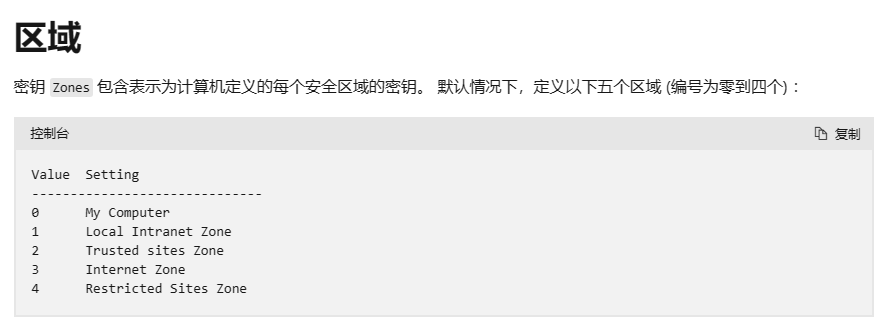 区域
密钥 Zones 包含表示为计算机定义的每个安全区域的密钥。 默认情况下，定义以下五个区域 (编号为零到四个)：
控制台 复制
Value  Setting
------------------------------
0      My Computer
1      Local Intranet Zone
2      Trusted sites Zone
3      Internet Zone
4      Restricted Sites Zone